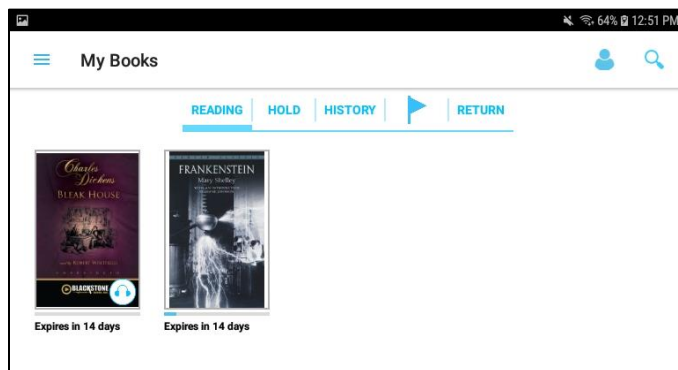 64% 12:51 PM
My Books
READING HOLD HISTORY RETURN
Charles
Dickens
BLEAK HOUSE
BLACKSTONE
FRANKENSTEIN
Mary Shelley
Expires in 14 days Expires in 14 days